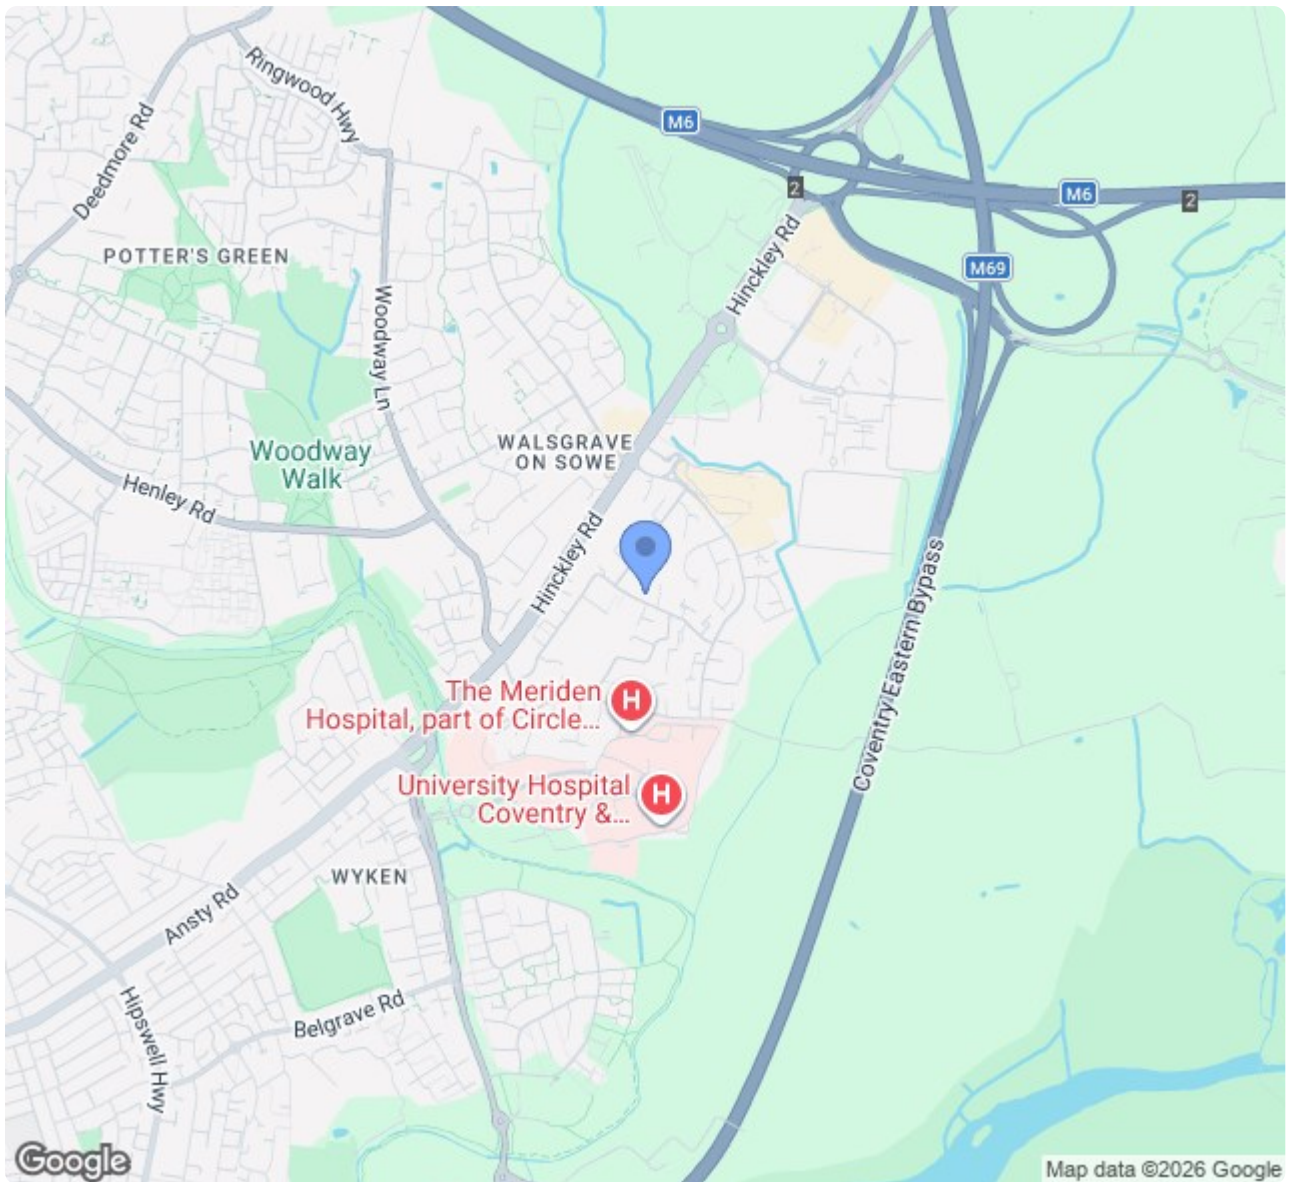 Ringwood Hwy
Deedmore Rd
M6
2
M6
2
POTTER'S GREEN
Hinckley Rd
M69
Woodway Ln
WALSGRAVE
ON SOWE
Woodway
Walk
Henley Rd
Hinckley Rd
Coventry Eastern Bypass
The Meriden
Hospital, part of Circle...
H
University Hospital
Coventry &...
H
WYKEN
Ansty Rd
Belgrave Rd
Hipswell Hwy
Google
Map data ©2026 Google